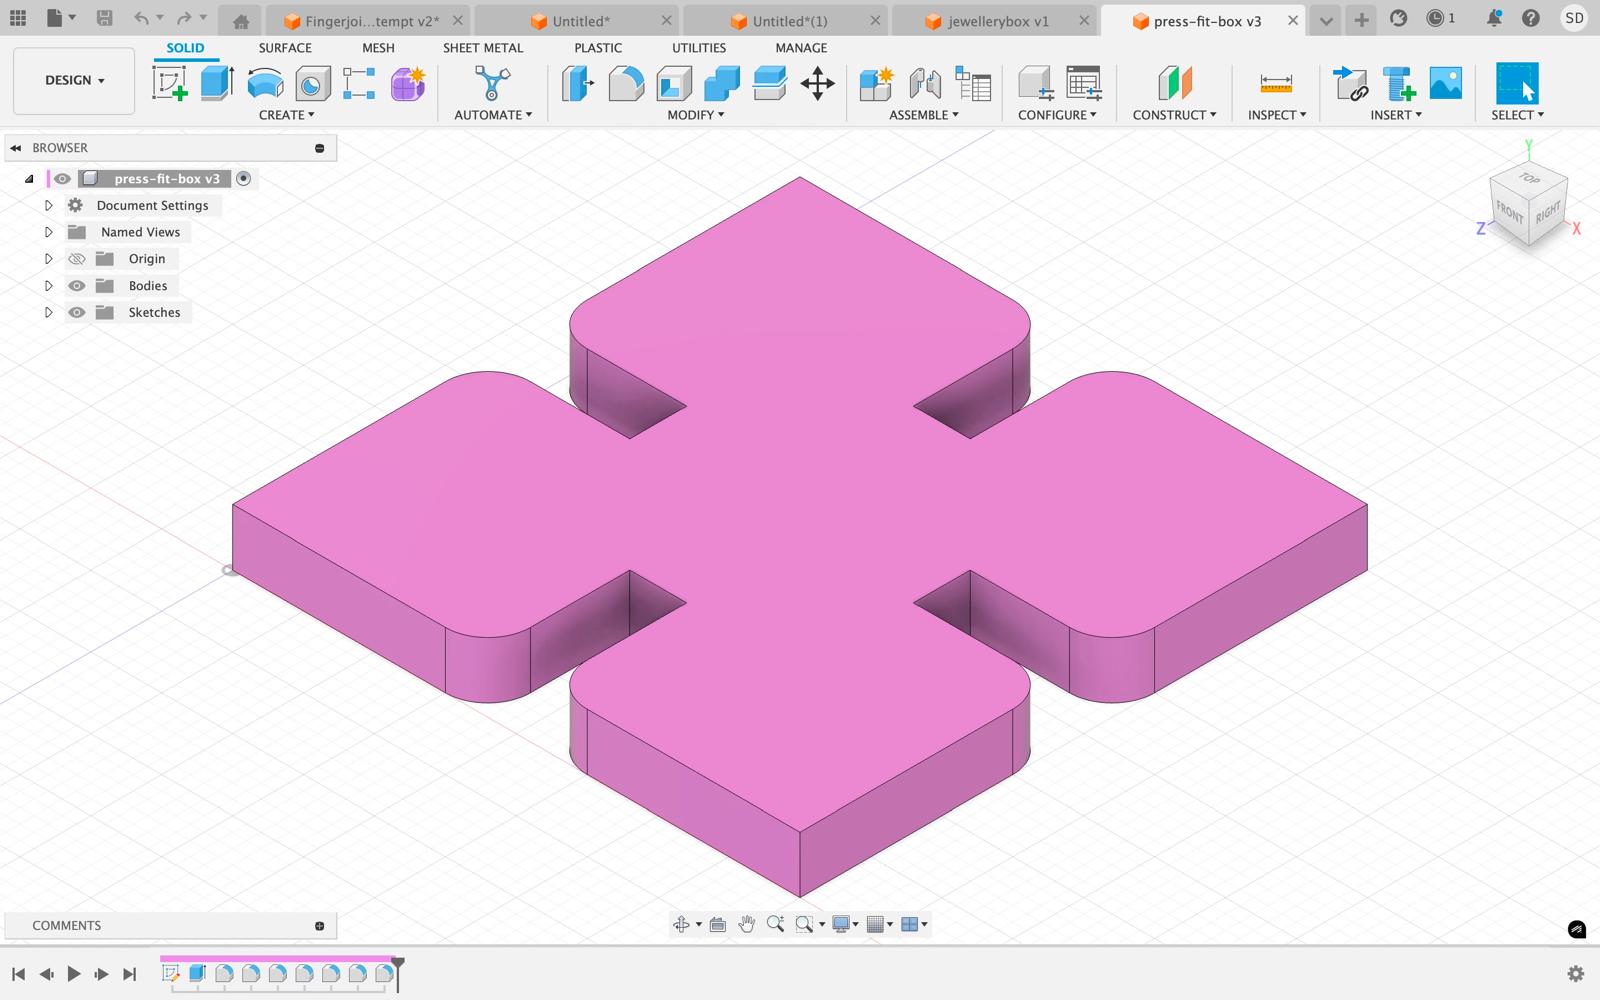 Fingerjoi...tempt v2*
Untitled*
Untitled*(1)
jewellerybox v1
press-fit-box v3
1
SD
DESIGN
SOLID
SURFACE
MESH
SHEET METAL
PLASTIC
UTILITIES
MANAGE
CREATE
AUTOMATE
MODIFY
ASSEMBLE
CONFIGURE
CONSTRUCT
INSPECT
INSERT
SELECT
BROWSER
press-fit-box v3
Document Settings
Named Views
Origin
Bodies
Sketches
Y
TOP
FRONT
RIGHT
Z
X
COMMENTS